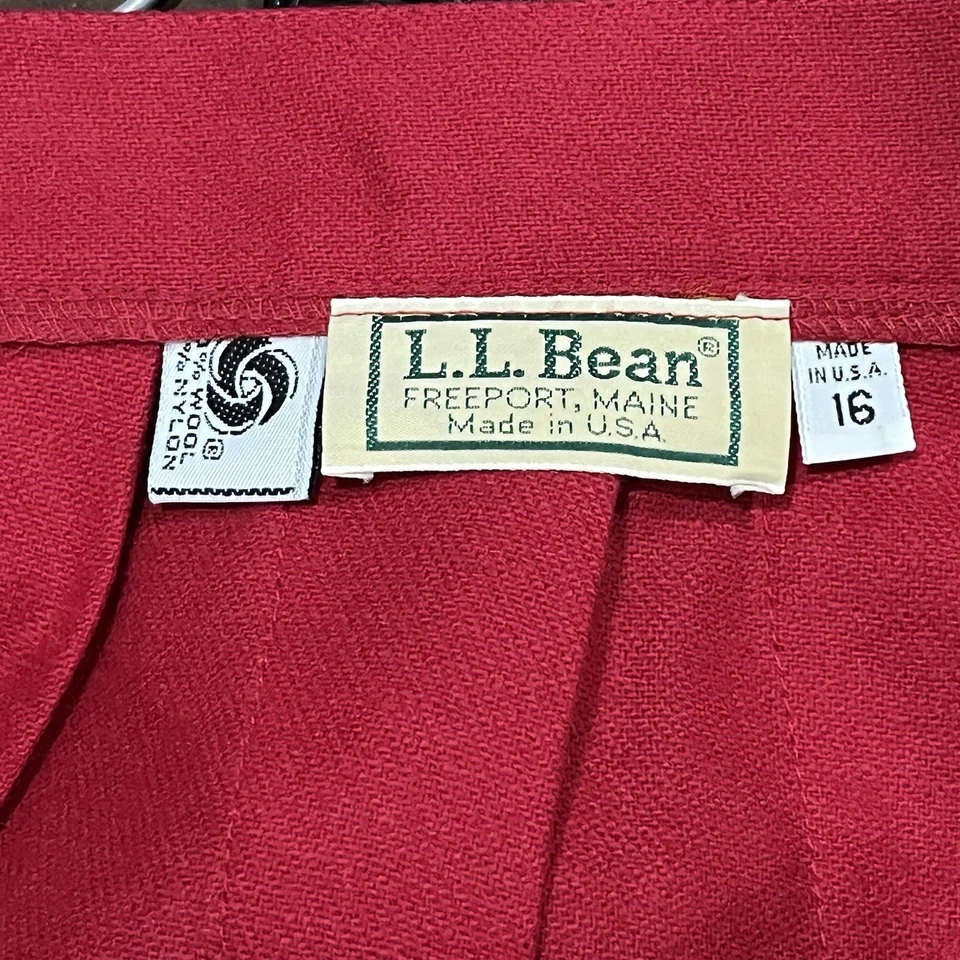 % WOOL
% NYLON
®
L.L.Bean®
FREEPORT, MAINE
Made in U.S.A.
MADE
IN U.S.A.
16